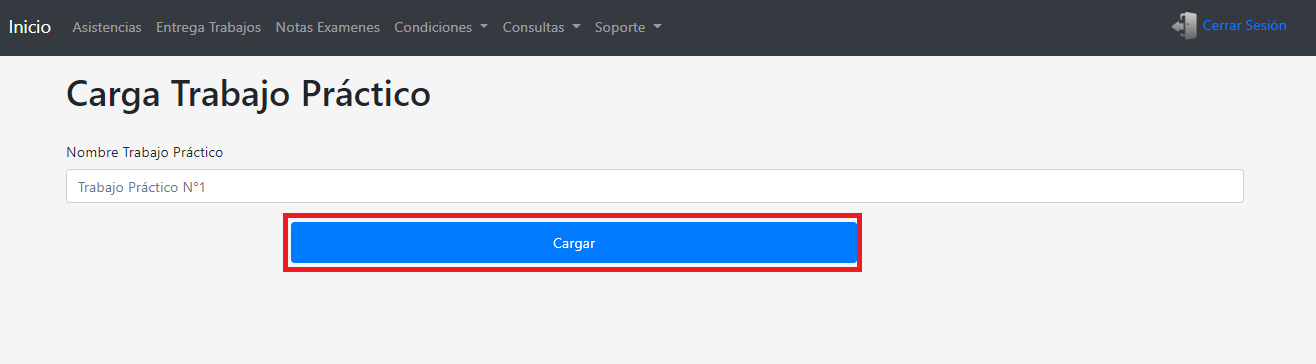 Inicio Asistencias Entrega Trabajos Notas Examenes Condiciones Consultas Soporte Cerrar Sesión
Carga Trabajo Práctico
Nombre Trabajo Práctico
Trabajo Práctico N°1
Cargar